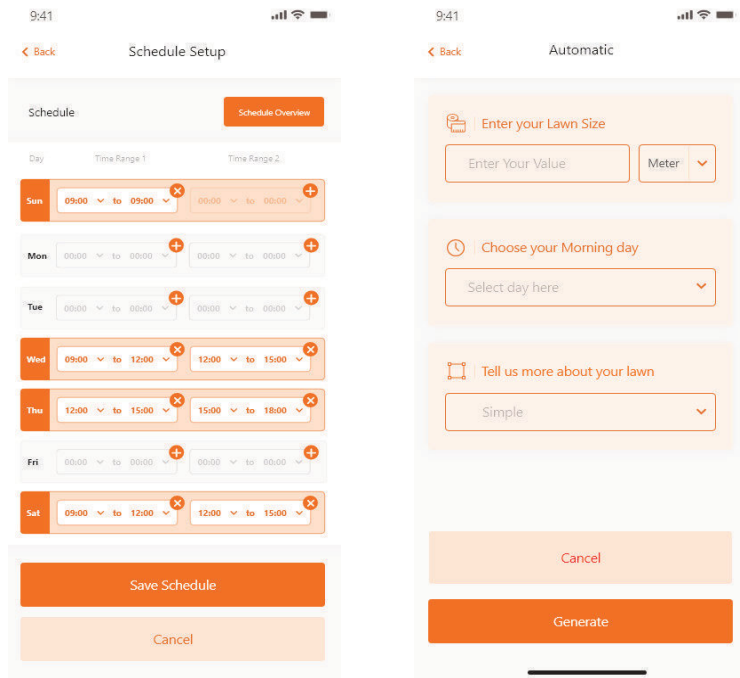 9:41
Back
Schedule Setup
Schedule
Schedule Overview
Day Time Range 1 Time Range 2
Sun 09:00 to 09:00 00:00 to 00:00
Mon 00:00 to 00:00 00:00 to 00:00
Tue 00:00 to 00:00 00:00 to 00:00
Wed 09:00 to 12:00 12:00 to 15:00
Thu 12:00 to 15:00 15:00 to 18:00
Fri 00:00 to 00:00 00:00 to 00:00
Sat 09:00 to 12:00 12:00 to 15:00
Save Schedule
Cancel
9:41
Back
Automatic
Enter your Lawn Size
Enter Your Value Meter
Choose your Morning day
Select day here
Tell us more about your lawn
Simple
Cancel
Generate